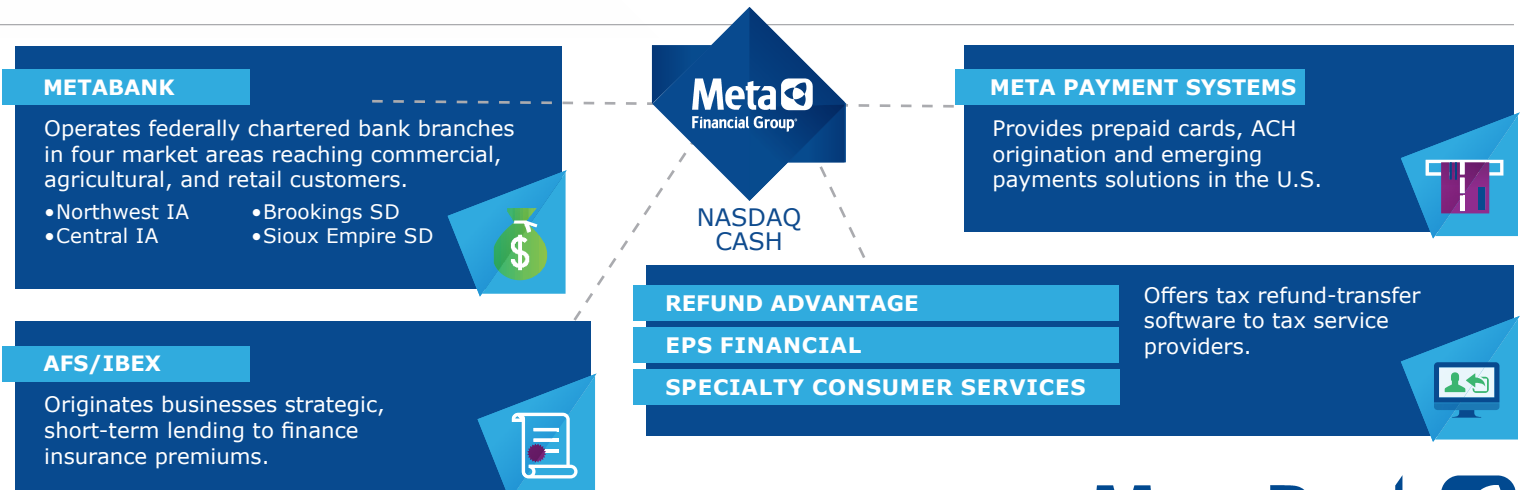 METABANK
Operates federally chartered bank branches
in four market areas reaching commercial,
agricultural, and retail customers.
•Northwest IA
•Brookings SD
•Central IA
•Sioux Empire SD
Meta
Financial Group
NASDAQ
CASH
META PAYMENT SYSTEMS
Provides prepaid cards, ACH
origination and emerging
payments solutions in the U.S.
AFS/IBEX
Originates businesses strategic,
short-term lending to finance
insurance premiums.
$
REFUND ADVANTAGE
EPS FINANCIAL
SPECIALTY CONSUMER SERVICES
Offers tax refund-transfer
software to tax service
providers.